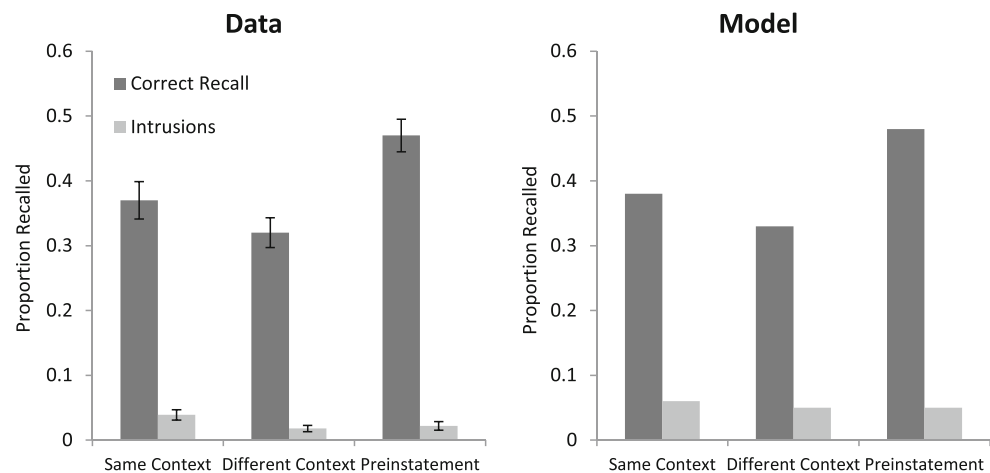 Data
0.6
0.5
0.4
0.3
0.2
0.1
0
Proportion Recalled
Correct Recall
Intrusions
Same Context Different Context Preinstatement
Model
0.6
0.5
0.4
0.3
0.2
0.1
0
Proportion Recalled
Same Context Different Context Preinstatement